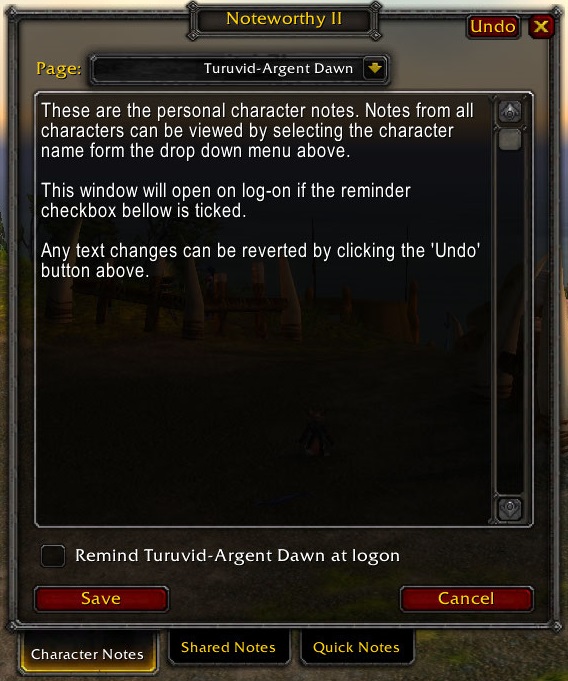 Noteworthy II
Undo
Page:
Turuvid-Argent Dawn
These are the personal character notes. Notes from all
characters can be viewed by selecting the character
name form the drop down menu above.
This window will open on log-on if the reminder
checkbox bellow is ticked.
Any text changes can be reverted by clicking the 'Undo'
button above.
Remind Turuvid-Argent Dawn at logon
Save
Cancel
Character Notes
Shared Notes
Quick Notes